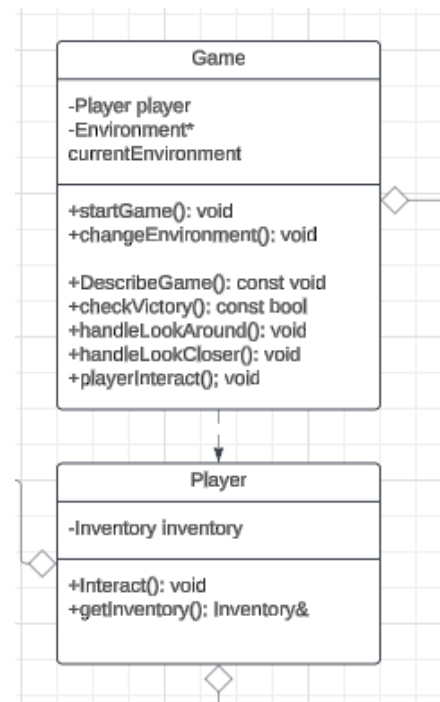 Game
-Player player
-Environment*
currentEnvironment
+startGame(): void
+changeEnvironment(): void
+DescribeGame(): const void
+checkVictory(): const bool
+handleLookAround(): void
+handleLookCloser(): void
+playerInteract(); void
Player
-Inventory inventory
+Interact(): void
+getInventory(): Inventory&